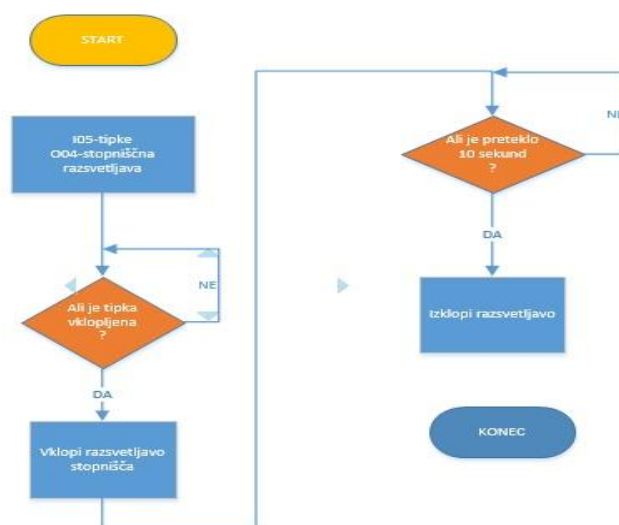 START
I05-tipke
O04-stopniščna
razsvetljava
NE
Ali je tipka
vklopljena
?
DA
Vklopi razsvetljavo
stopnišča
Ali je preteklo
10 sekund
?
DA
Izklopi razsvetljavo
KONEC